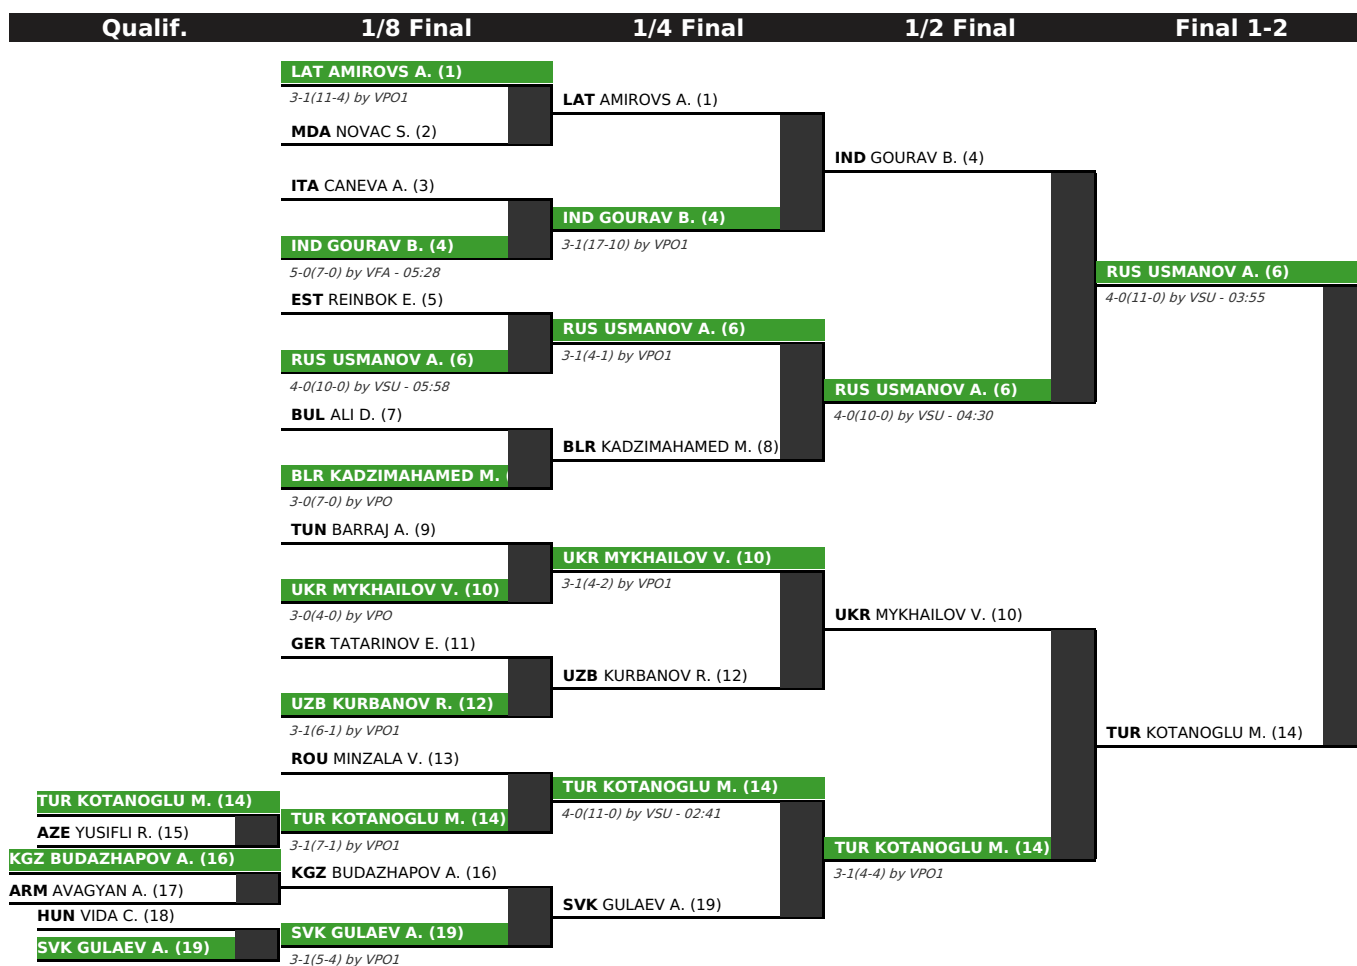 Qualif.
1/8 Final
1/4 Final
1/2 Final
Final 1-2
LAT AMIROVS A. (1)
3-1(11-4) by VPO1
MDA NOVAC S. (2)
ITA CANEVA A. (3)
IND GOURAV B. (4)
5-0(7-0) by VFA - 05:28
EST REINBOK E. (5)
RUS USMANOV A. (6)
4-0(10-0) by VSU - 05:58
BUL ALI D. (7)
BLR KADZIMAHAMED M. (
3-0(7-0) by VPO
TUN BARRAJ A. (9)
UKR MYKHAILOV V. (10)
3-0(4-0) by VPO
GER TATARINOV E. (11)
UZB KURBANOV R. (12)
3-1(6-1) by VPO1
ROU MINZALA V. (13)
TUR KOTANOGLU M. (14)
3-1(7-1) by VPO1
KGZ BUDAZHAPOV A. (16)
SVK GULAEV A. (19)
3-1(5-4) by VPO1
TUR KOTANOGLU M. (14)
AZE YUSIFLI R. (15)
KGZ BUDAZHAPOV A. (16)
ARM AVAGYAN A. (17)
HUN VIDA C. (18)
SVK GULAEV A. (19)
LAT AMIROVS A. (1)
IND GOURAV B. (4)
3-1(17-10) by VPO1
RUS USMANOV A. (6)
3-1(4-1) by VPO1
BLR KADZIMAHAMED M. (8)
UKR MYKHAILOV V. (10)
3-1(4-2) by VPO1
UZB KURBANOV R. (12)
TUR KOTANOGLU M. (14)
4-0(11-0) by VSU - 02:41
SVK GULAEV A. (19)
IND GOURAV B. (4)
RUS USMANOV A. (6)
4-0(10-0) by VSU - 04:30
UKR MYKHAILOV V. (10)
TUR KOTANOGLU M. (14)
3-1(4-4) by VPO1
RUS USMANOV A. (6)
4-0(11-0) by VSU - 03:55
TUR KOTANOGLU M. (14)